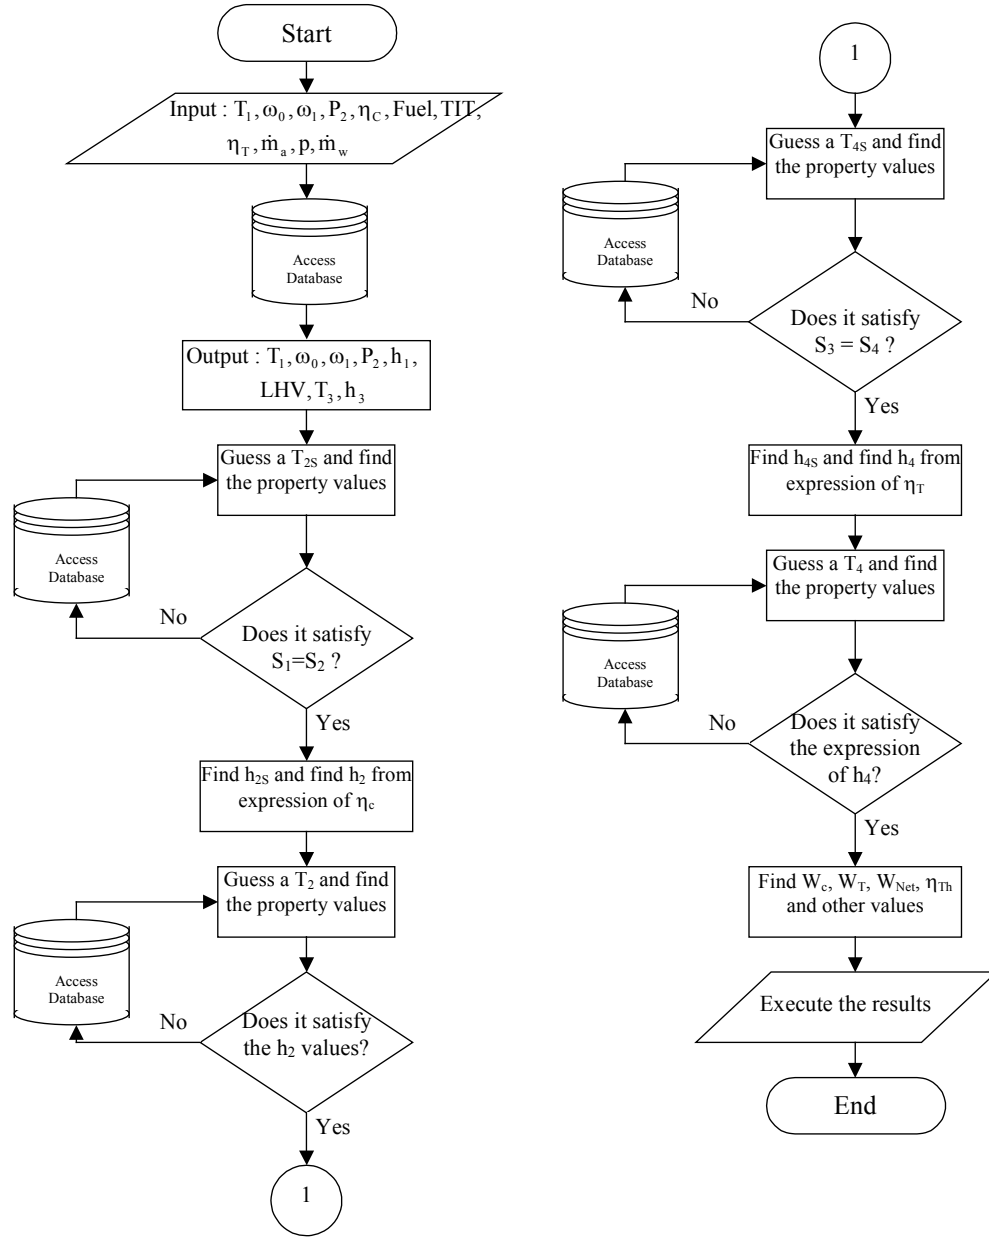 Start
Input : T₁, ω₀, ω₁, P₂, η_C, Fuel, TIT,
η_T, ṁ_a, p, ṁ_w
Access
Database
Output : T₁, ω₀, ω₁, P₂, h₁,
LHV, T₃, h₃
Guess a T₂S and find
the property values
Access
Database
No
Does it satisfy
S₁=S₂ ?
Yes
Find h₂S and find h₂ from
expression of η_c
Guess a T₂ and find
the property values
Access
Database
No
Does it satisfy
the h₂ values?
Yes
1
1
Guess a T₄S and find
the property values
Access
Database
No
Does it satisfy
S₃ = S₄ ?
Yes
Find h₄S and find h₄ from
expression of η_T
Guess a T₄ and find
the property values
Access
Database
No
Does it satisfy
the expression
of h₄?
Yes
Find W_c, W_T, W_Net, η_Th
and other values
Execute the results
End